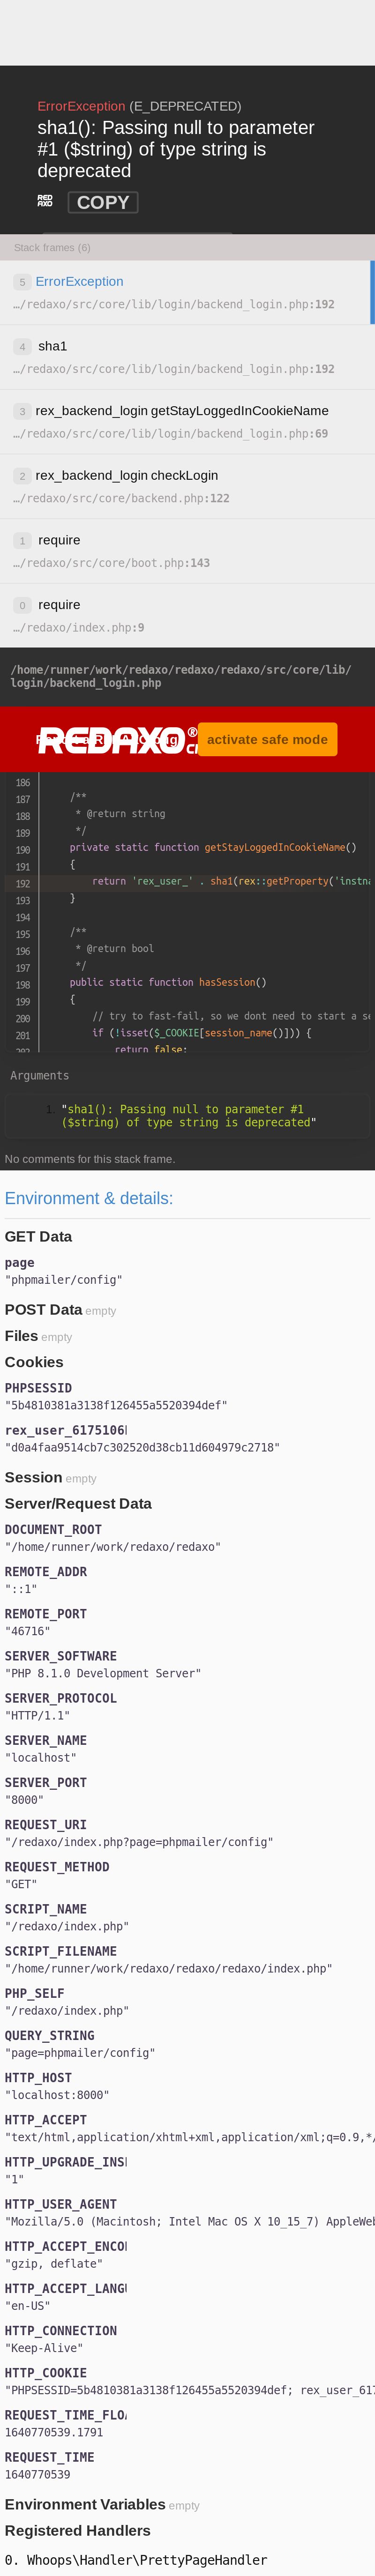 ErrorException (E_DEPRECATED)
sha1(): Passing null to parameter
#1 ($string) of type string is
deprecated
RED
AXO
COPY
Stack frames (6)
5 ErrorException
…/redaxo/src/core/lib/login/backend_login.php:192
4 sha1
…/redaxo/src/core/lib/login/backend_login.php:192
3 rex_backend_login getStayLoggedInCookieName
…/redaxo/src/core/lib/login/backend_login.php:69
2 rex_backend_login checkLogin
…/redaxo/src/core/backend.php:122
1 require
…/redaxo/src/core/boot.php:143
0 require
…/redaxo/index.php:9
/home/runner/work/redaxo/redaxo/redaxo/src/core/lib/
login/backend_login.php
REDAXO®
activate safe mode
186
187 /**
188 * @return string
189 */
190 private static function getStayLoggedInCookieName()
191 {
192 return 'rex_user_' . sha1(rex::getProperty('instna
193 }
194
195 /**
196 * @return bool
197 */
198 public static function hasSession()
199 {
200 // try to fast-fail, so we dont need to start a se
201 if (!isset($_COOKIE[session_name()])) {
202 return false;
Arguments
1. "sha1(): Passing null to parameter #1
($string) of type string is deprecated"
No comments for this stack frame.
Environment & details:
GET Data
page
"phpmailer/config"
POST Data empty
Files empty
Cookies
PHPSESSID
"5b4810381a3138f126455a5520394def"
rex_user_6175106
"d0a4faa9514cb7c302520d38cb11d604979c2718"
Session empty
Server/Request Data
DOCUMENT_ROOT
"/home/runner/work/redaxo/redaxo"
REMOTE_ADDR
"::1"
REMOTE_PORT
"46716"
SERVER_SOFTWARE
"PHP 8.1.0 Development Server"
SERVER_PROTOCOL
"HTTP/1.1"
SERVER_NAME
"localhost"
SERVER_PORT
"8000"
REQUEST_URI
"/redaxo/index.php?page=phpmailer/config"
REQUEST_METHOD
"GET"
SCRIPT_NAME
"/redaxo/index.php"
SCRIPT_FILENAME
"/home/runner/work/redaxo/redaxo/redaxo/index.php"
PHP_SELF
"/redaxo/index.php"
QUERY_STRING
"page=phpmailer/config"
HTTP_HOST
"localhost:8000"
HTTP_ACCEPT
"text/html,application/xhtml+xml,application/xml;q=0.9,*/
HTTP_UPGRADE_INS
"1"
HTTP_USER_AGENT
"Mozilla/5.0 (Macintosh; Intel Mac OS X 10_15_7) AppleWeb
HTTP_ACCEPT_ENCO
"gzip, deflate"
HTTP_ACCEPT_LANG
"en-US"
HTTP_CONNECTION
"Keep-Alive"
HTTP_COOKIE
"PHPSESSID=5b4810381a3138f126455a5520394def; rex_user_617
REQUEST_TIME_FLO
1640770539.1791
REQUEST_TIME
1640770539
Environment Variables empty
Registered Handlers
0. Whoops\Handler\PrettyPageHandler